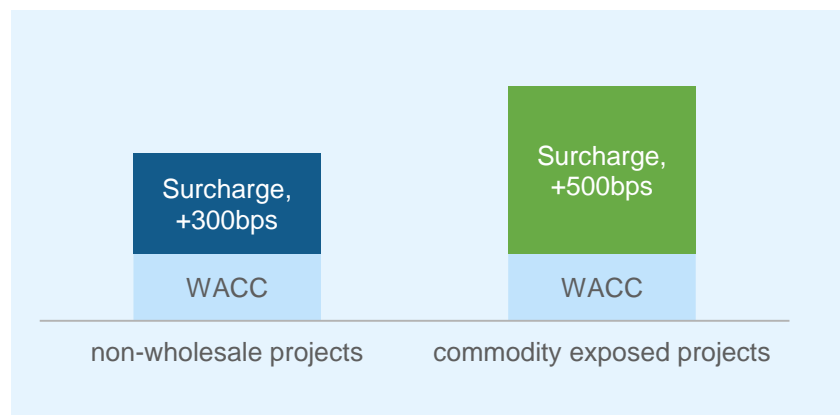 Surcharge,
+300bps
WACC
non-wholesale projects
Surcharge,
+500bps
WACC
commodity exposed projects